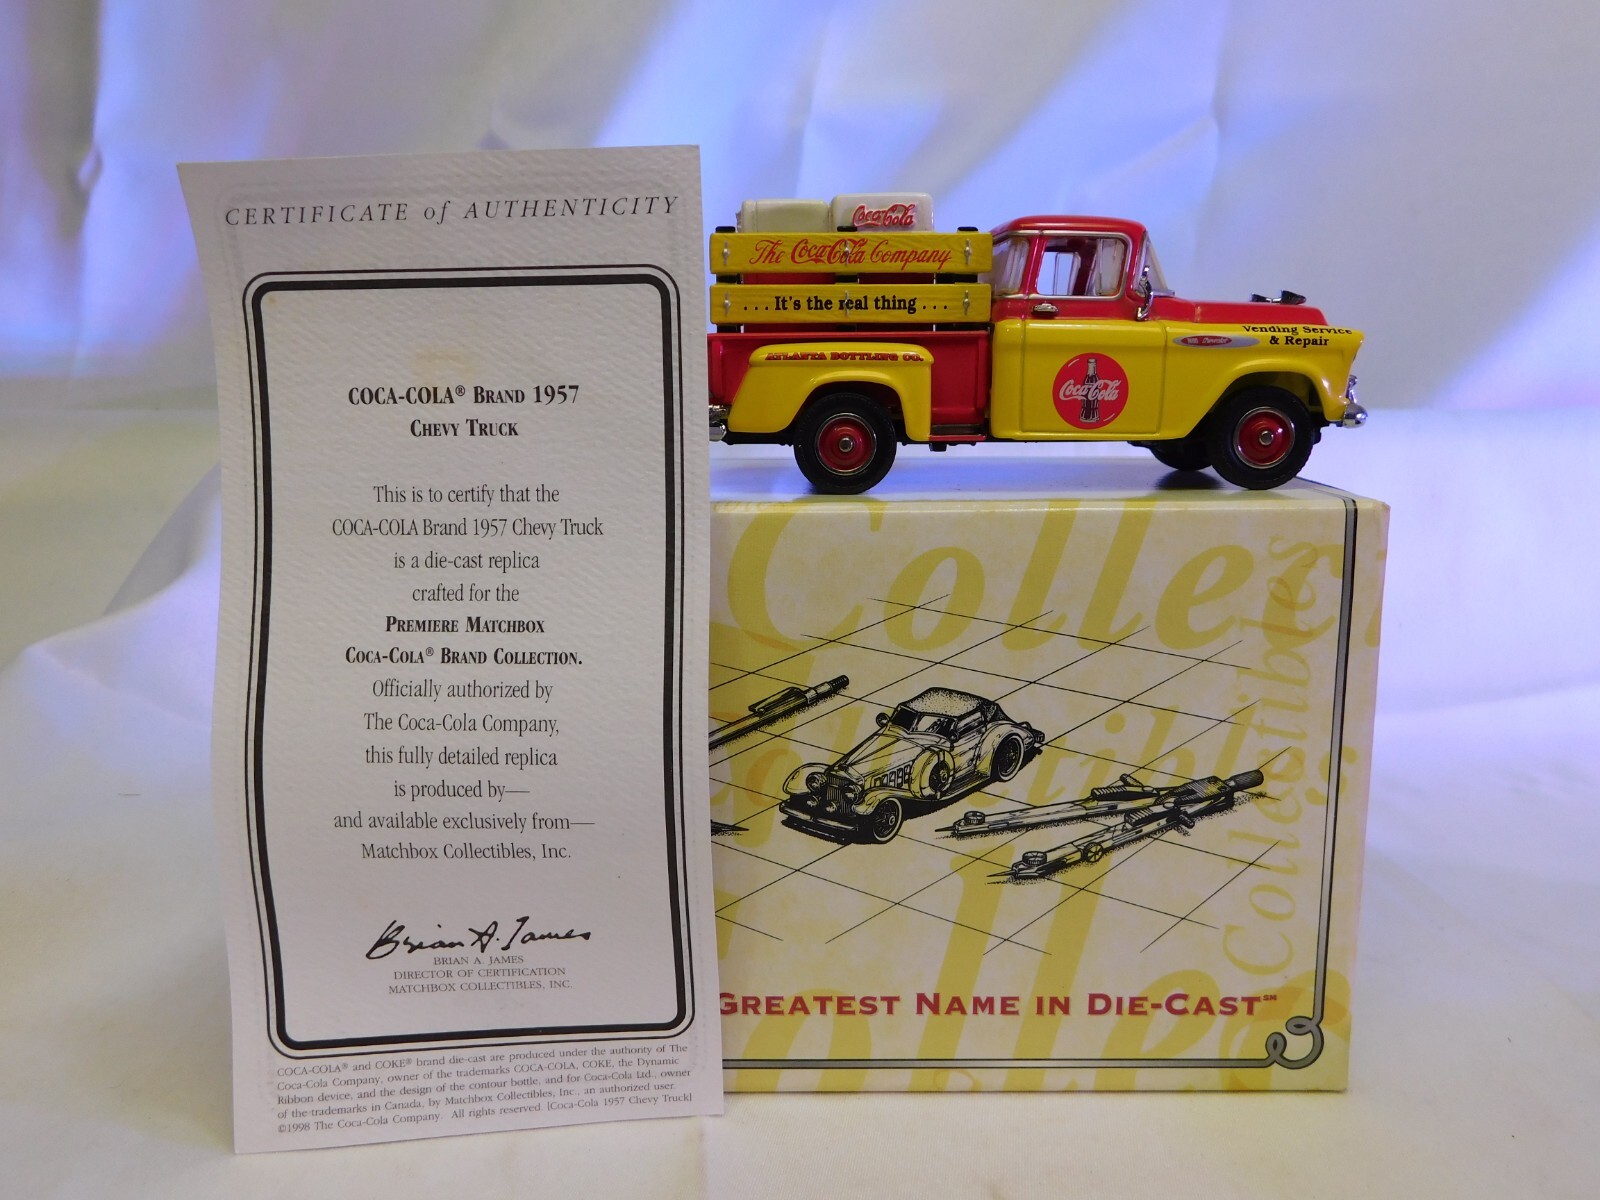 CERTIFICATE of AUTHENTICITY
COCA-COLA® BRAND 1957
CHEVY TRUCK
This is to certify that the
COCA-COLA Brand 1957 Chevy Truck
is a die-cast replica
crafted for the
PREMIERE MATCHBOX
COCA-COLA® BRAND COLLECTION.
Officially authorized by
The Coca-Cola Company,
this fully detailed replica
is produced by—
and available exclusively from—
Matchbox Collectibles, Inc.
Brian A. James
BRIAN A. JAMES
DIRECTOR OF CERTIFICATION
MATCHBOX COLLECTIBLES, INC.
COCA-COLA® and COKE® brand die-cast are produced under the authority of The
Coca-Cola Company, owner of the trademarks COCA-COLA, COKE, the Dynamic
Ribbon device, and the design of the contour bottle, and for Coca-Cola Ltd., owner
of the trademarks in Canada, by Matchbox Collectibles, Inc., an authorized user.
©1998 The Coca-Cola Company. All rights reserved. [Coca-Cola 1957 Chevy Truck]
Coca-Cola
The Coca-Cola Company
...It's the real thing...
ATLANTA BOTTLING CO.
Coca-Cola
Chevrolet
Vending Service
& Repair
Collec
Collectibles
GREATEST NAME IN DIE-CAST℠